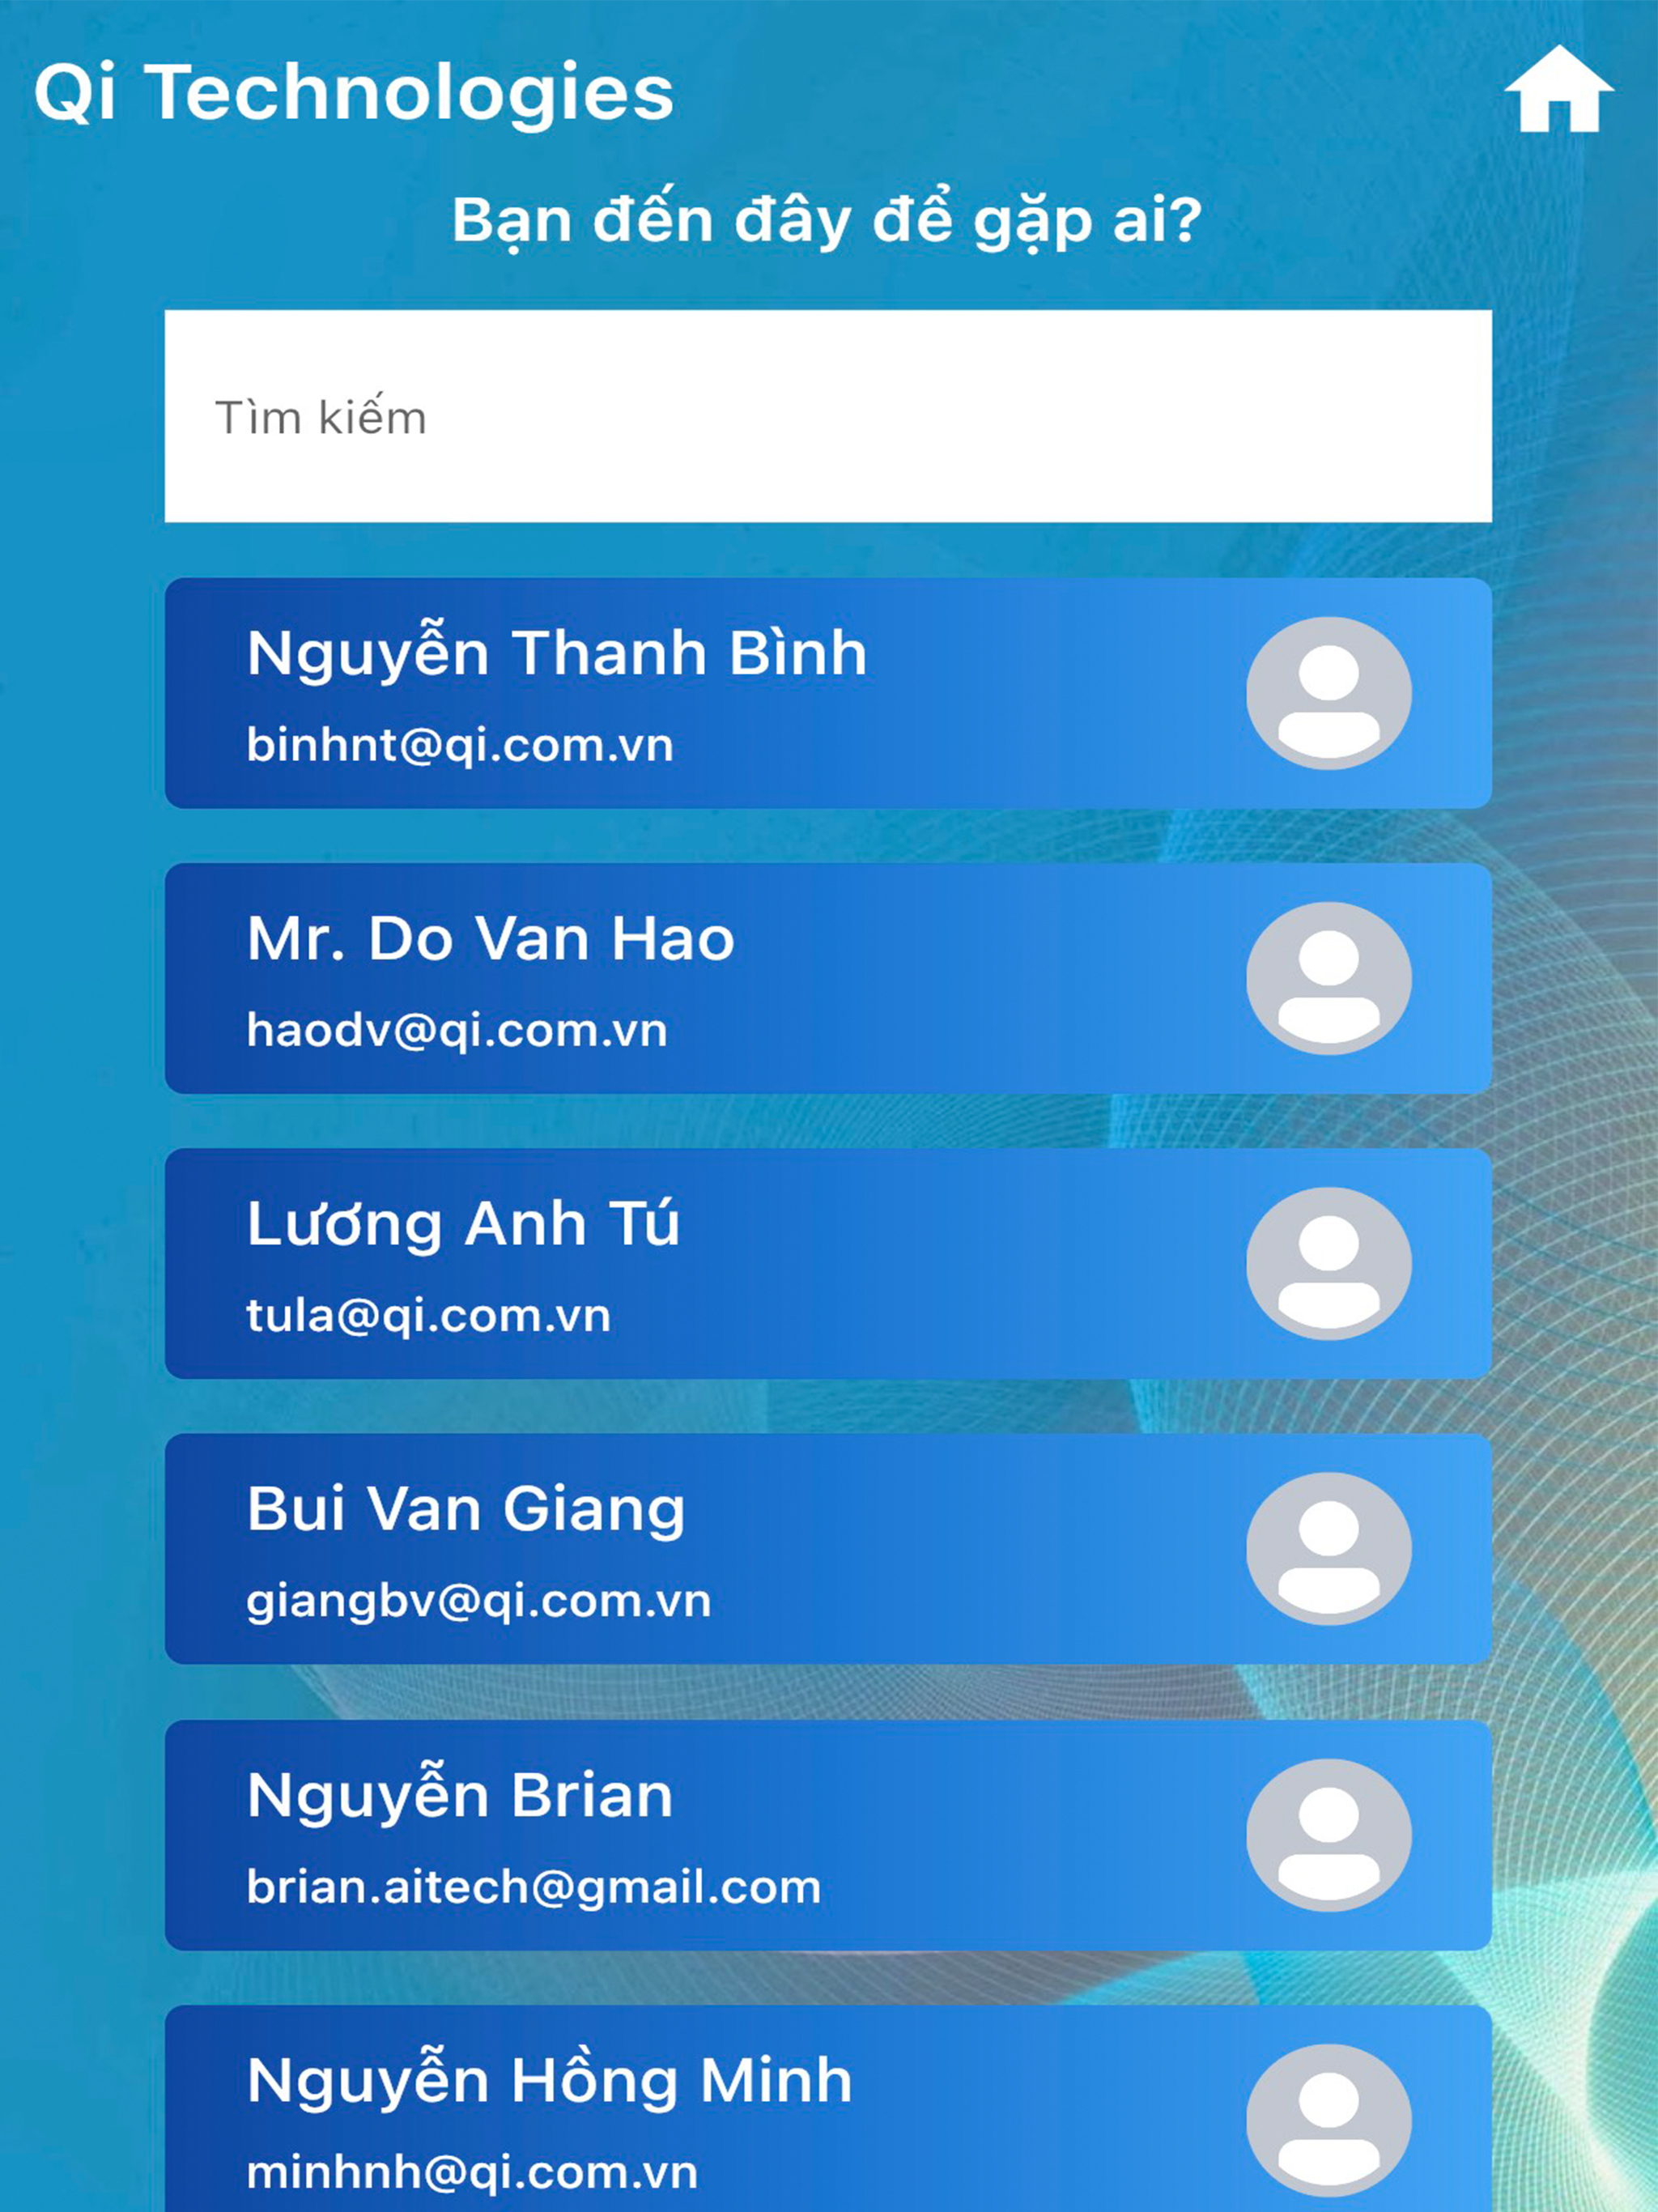 Qi Technologies
Bạn đến đây để gặp ai?
Tìm kiếm
Nguyễn Thanh Bình
binhnt@qi.com.vn
Mr. Do Van Hao
haodv@qi.com.vn
Lương Anh Tú
tula@qi.com.vn
Bui Van Giang
giangbv@qi.com.vn
Nguyễn Brian
brian.aitech@gmail.com
Nguyễn Hồng Minh
minhnh@qi.com.vn